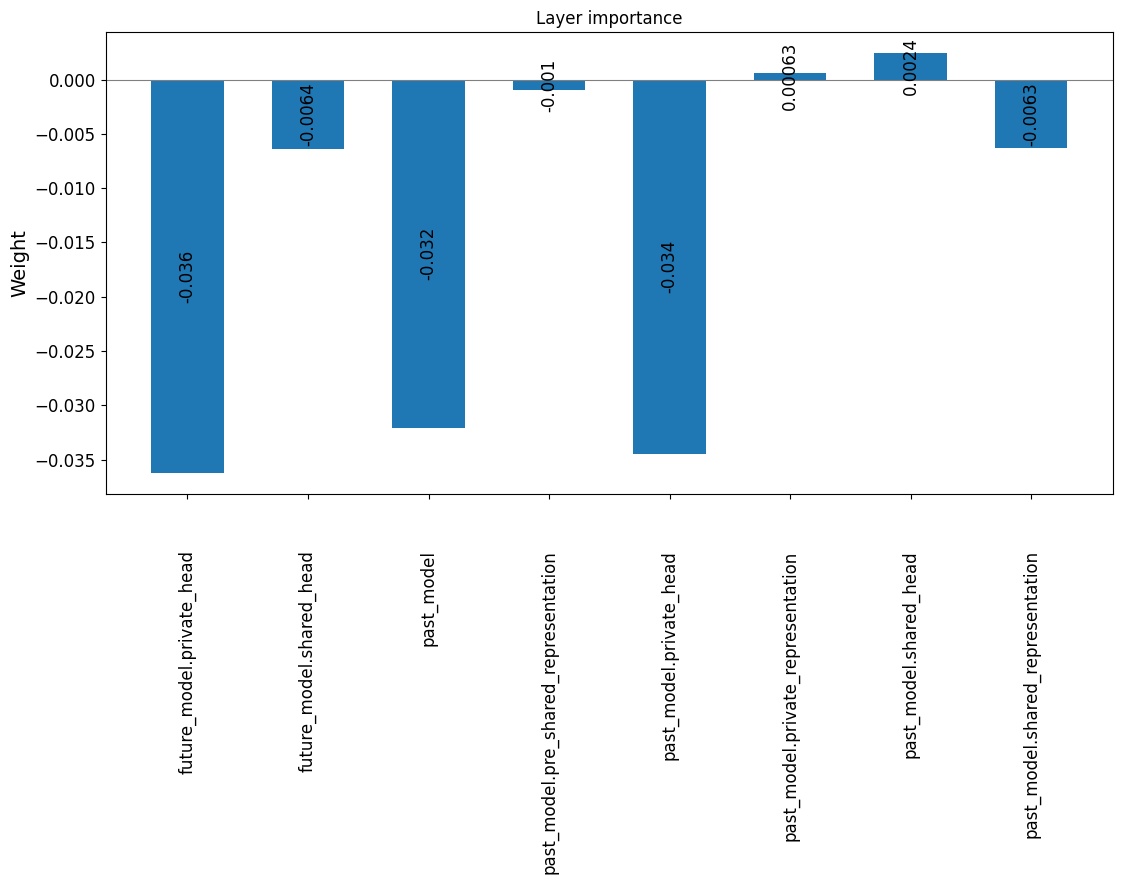 Layer importance
Weight
0.000
−0.005
−0.010
−0.015
−0.020
−0.025
−0.030
−0.035
-0.036
-0.0064
-0.032
-0.001
-0.034
0.00063
0.0024
-0.0063
future_model.private_head
future_model.shared_head
past_model
past_model.pre_shared_representation
past_model.private_head
past_model.private_representation
past_model.shared_head
past_model.shared_representation